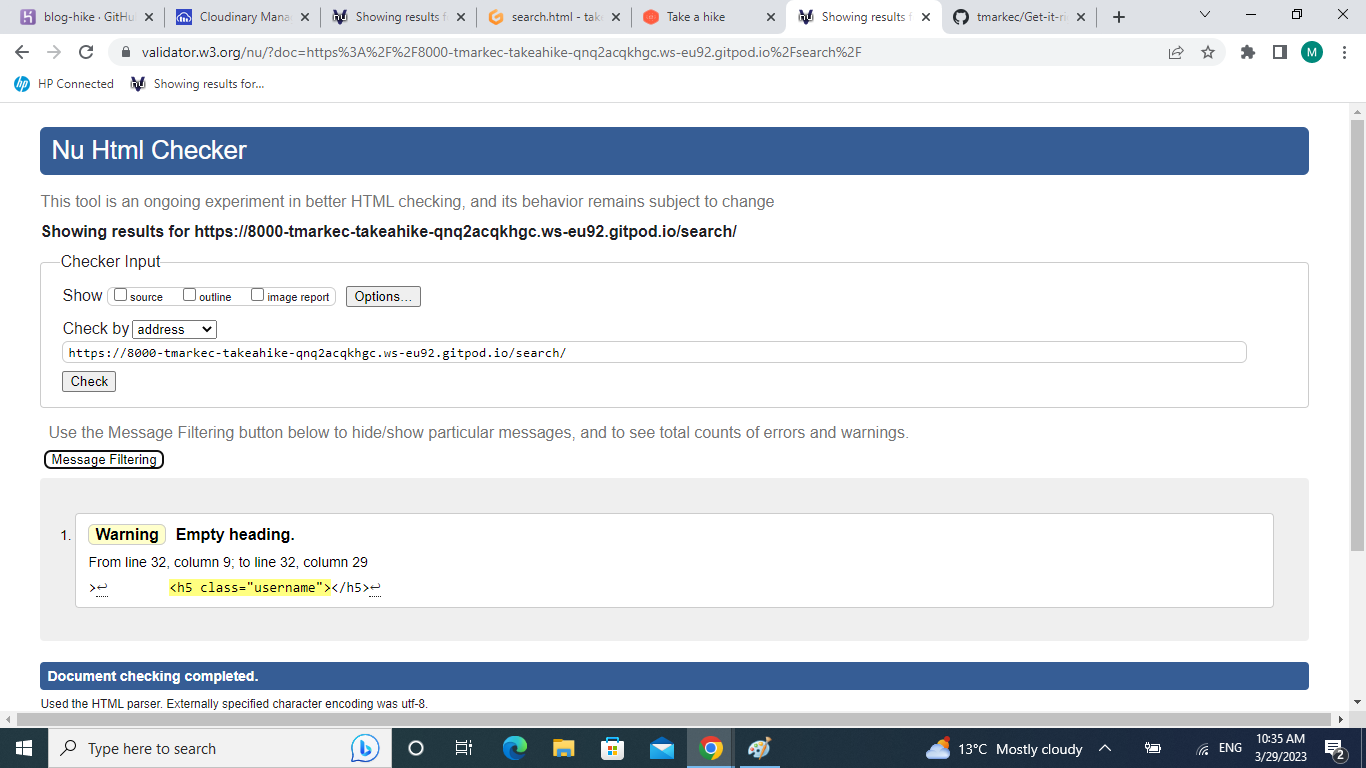 blog-hike · GitHu
Cloudinary Mana
Showing results f
search.html - tak
Take a hike
Showing results f
tmarkec/Get-it-ri
validator.w3.org/nu/?doc=https%3A%2F%2F8000-tmarkec-takeahike-qnq2acqkhgc.ws-eu92.gitpod.io%2Fsearch%2F
M
hp HP Connected
Showing results for...
Nu Html Checker
This tool is an ongoing experiment in better HTML checking, and its behavior remains subject to change
Showing results for https://8000-tmarkec-takeahike-qnq2acqkhgc.ws-eu92.gitpod.io/search/
Checker Input
Show source outline image report Options...
Check by address
https://8000-tmarkec-takeahike-qnq2acqkhgc.ws-eu92.gitpod.io/search/
Check
Use the Message Filtering button below to hide/show particular messages, and to see total counts of errors and warnings.
Message Filtering
1. Warning Empty heading.
From line 32, column 9; to line 32, column 29
>↩ <h5 class="username"></h5>↩
Document checking completed.
Used the HTML parser. Externally specified character encoding was utf-8.
Type here to search
13°C Mostly cloudy
ENG
10:35 AM
3/29/2023
2